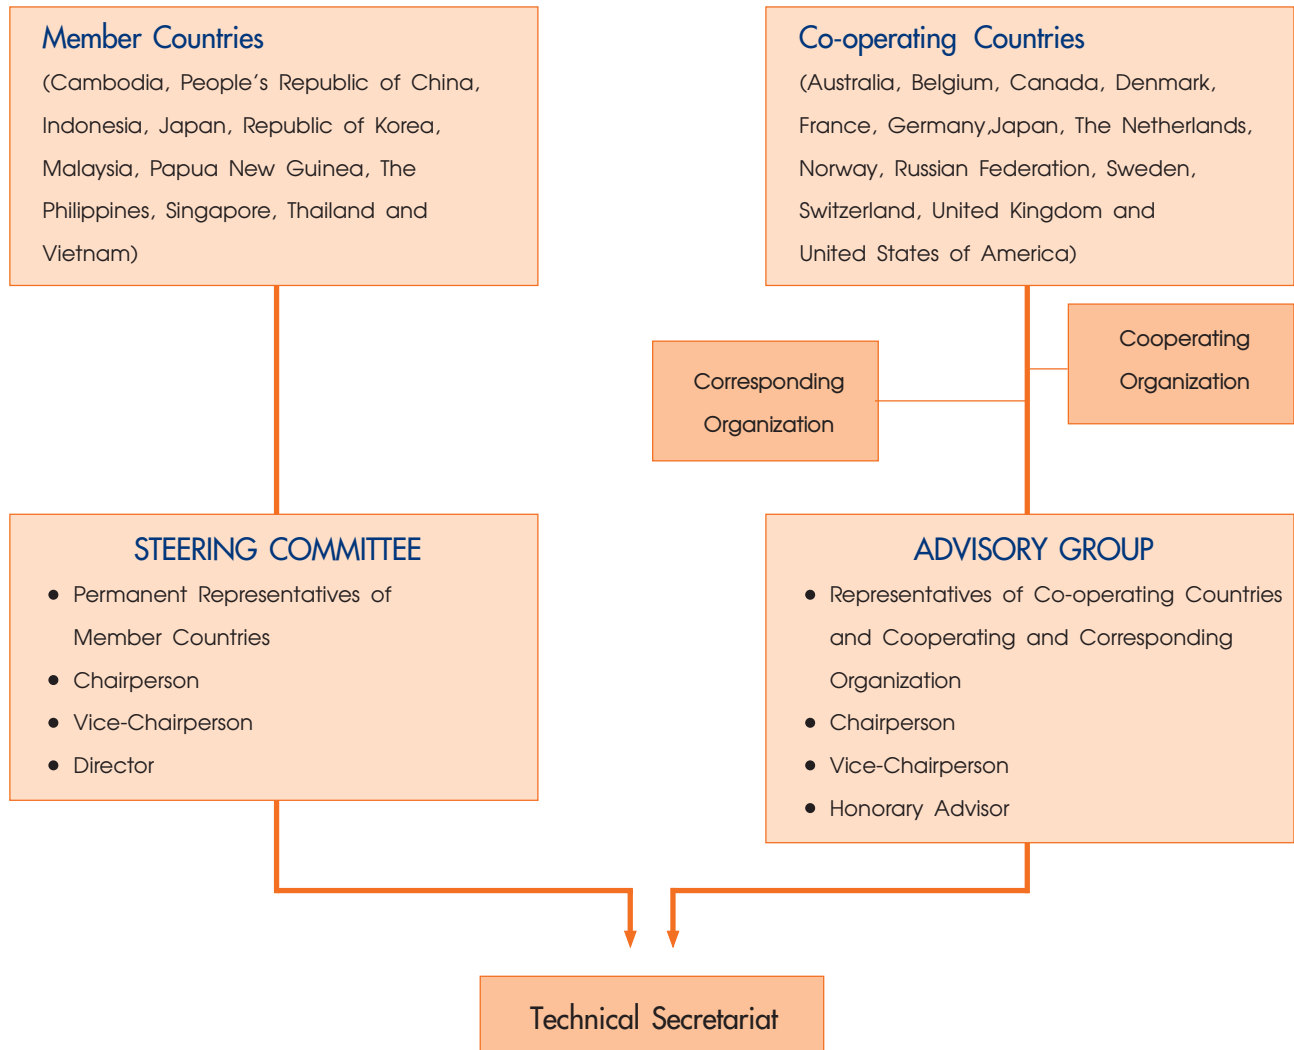 Member Countries
(Cambodia, People's Republic of China,
Indonesia, Japan, Republic of Korea,
Malaysia, Papua New Guinea, The
Philippines, Singapore, Thailand and
Vietnam)
Co-operating Countries
(Australia, Belgium, Canada, Denmark,
France, Germany,Japan, The Netherlands,
Norway, Russian Federation, Sweden,
Switzerland, United Kingdom and
United States of America)
Cooperating
Organization
Corresponding
Organization
STEERING COMMITTEE
• Permanent Representatives of
Member Countries
• Chairperson
• Vice-Chairperson
• Director
ADVISORY GROUP
• Representatives of Co-operating Countries
and Cooperating and Corresponding
Organization
• Chairperson
• Vice-Chairperson
• Honorary Advisor
Technical Secretariat